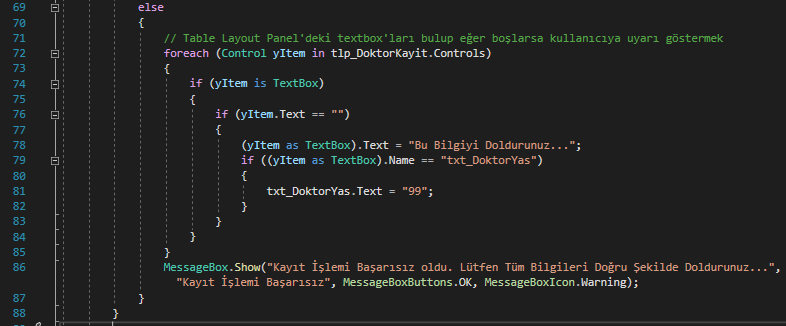 69 else
70 {
71 // Table Layout Panel'deki textbox'ları bulup eğer boşlarsa kullanıcıya uyarı göstermek
72 foreach (Control yItem in tlp_DoktorKayit.Controls)
73 {
74 if (yItem is TextBox)
75 {
76 if (yItem.Text == "")
77 {
78 (yItem as TextBox).Text = "Bu Bilgiyi Doldurunuz...";
79 if ((yItem as TextBox).Name == "txt_DoktorYas")
80 {
81 txt_DoktorYas.Text = "99";
82 }
83 }
84 }
85 }
86 MessageBox.Show("Kayıt İşlemi Başarısız oldu. Lütfen Tüm Bilgileri Doğru Şekilde Doldurunuz...",
"Kayıt İşlemi Başarısız", MessageBoxButtons.OK, MessageBoxIcon.Warning);
87 }
88 }